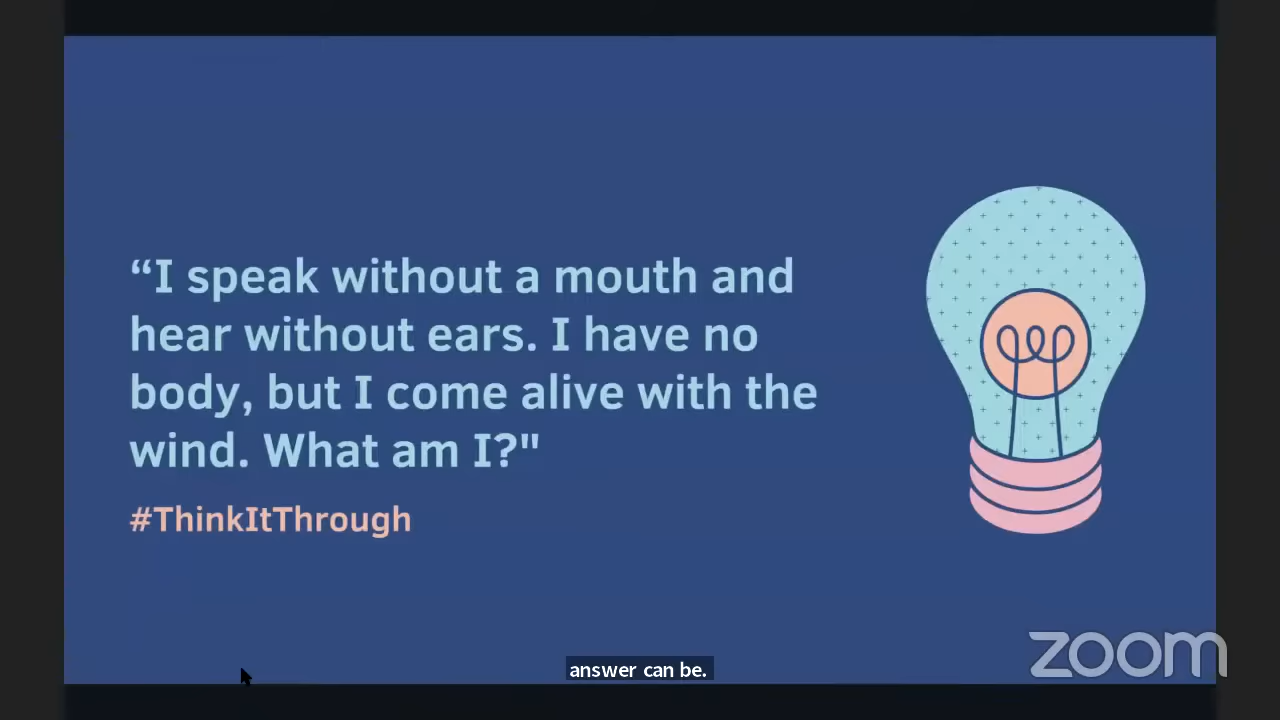 “I speak without a mouth and
hear without ears. I have no
body, but I come alive with the
wind. What am I?"
#ThinkItThrough
zoom
answer can be.